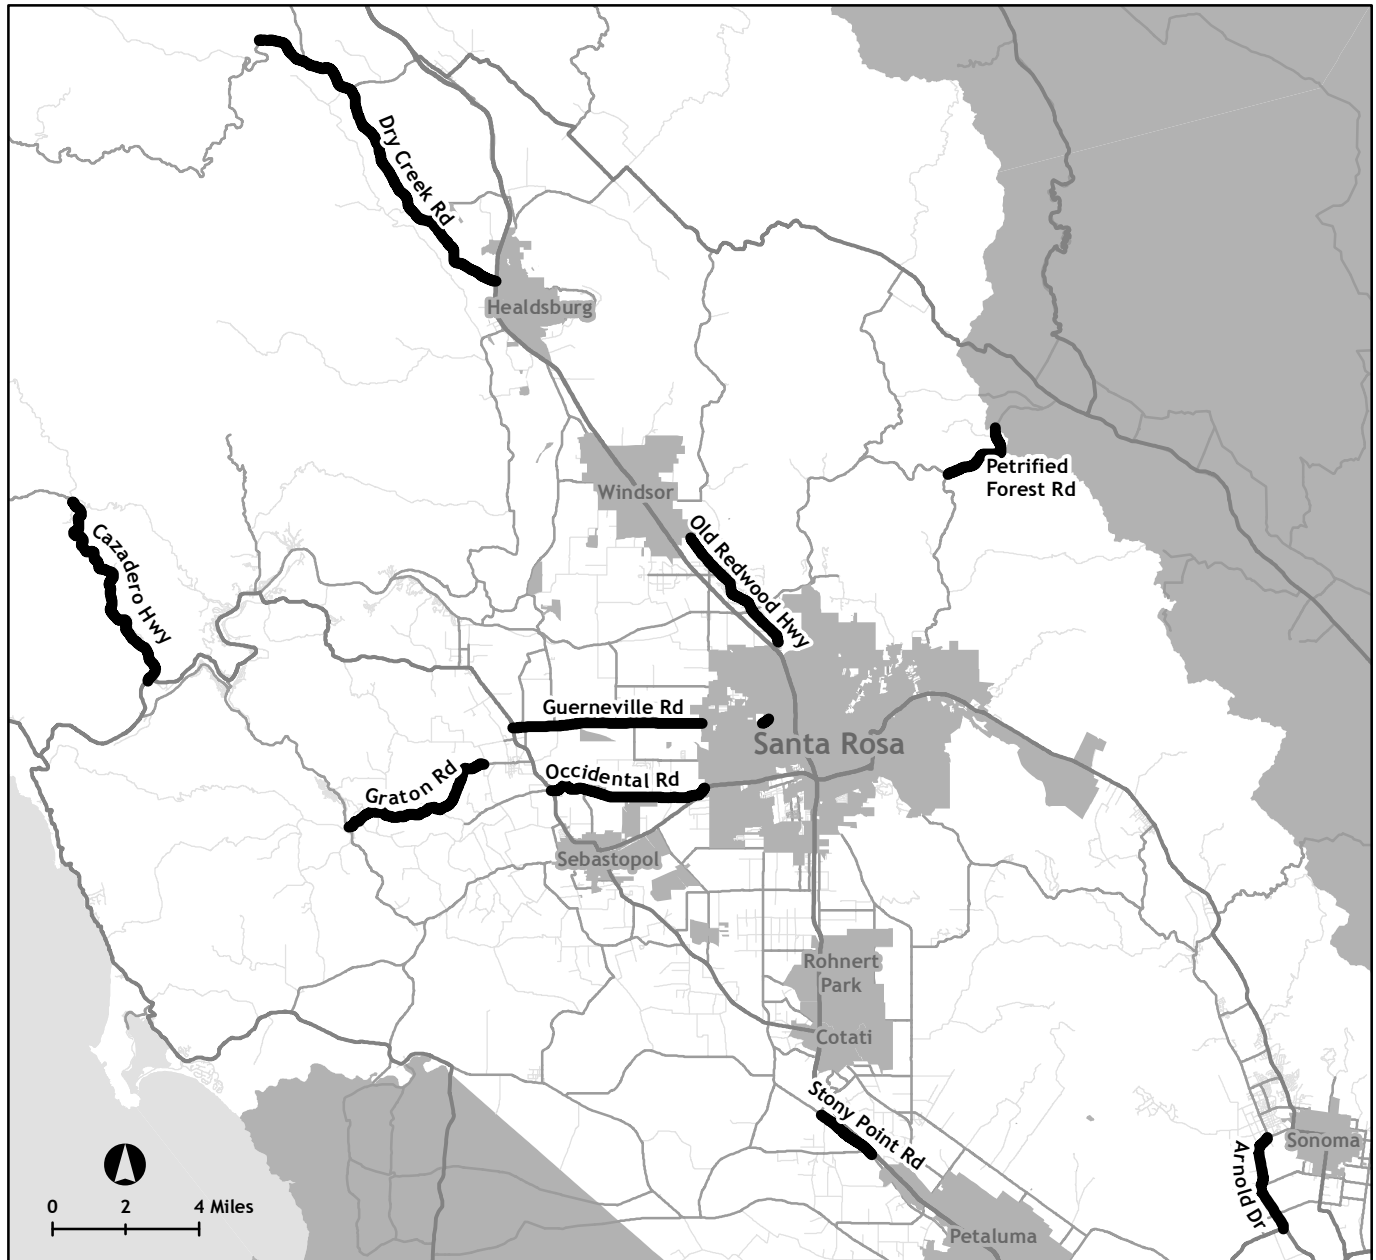 Dry Creek Rd
Healdsburg
Petrified
Forest Rd
Windsor
Old Redwood Hwy
Cazadero Hwy
Guerneville Rd
Santa Rosa
Occidental Rd
Graton Rd
Sebastopol
Rohnert
Park
Cotati
Stony Point Rd
Sonoma
Arnold Dr
0 2 4 Miles
Petaluma